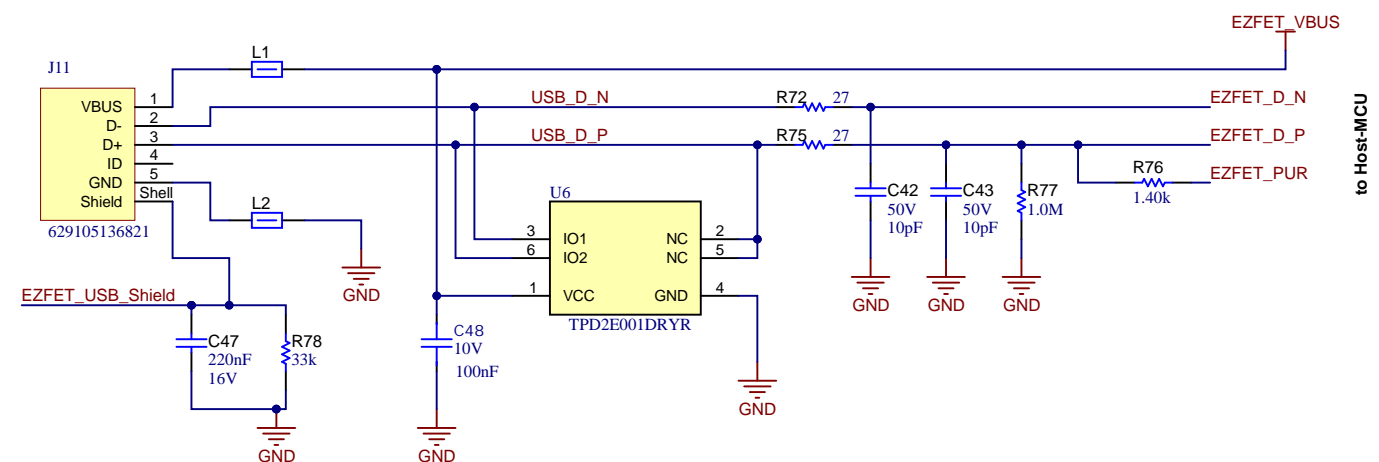 EZFET_VBUS
L1
J11
VBUS 1
D- 2
D+ 3
ID 4
GND 5
Shield Shell
629105136821
USB_D_N
R72 27
EZFET_D_N
USB_D_P
R75 27
EZFET_D_P
R76
1.40k
EZFET_PUR
to Host-MCU
L2
GND
U6
3 IO1 NC 2
6 IO2 NC 5
1 VCC GND 4
TPD2E001DRYR
GND
C42
50V
10pF
GND
C43
50V
10pF
GND
R77
1.0M
GND
EZFET_USB_Shield
C47
220nF
16V
R78
33k
GND
C48
10V
100nF
GND